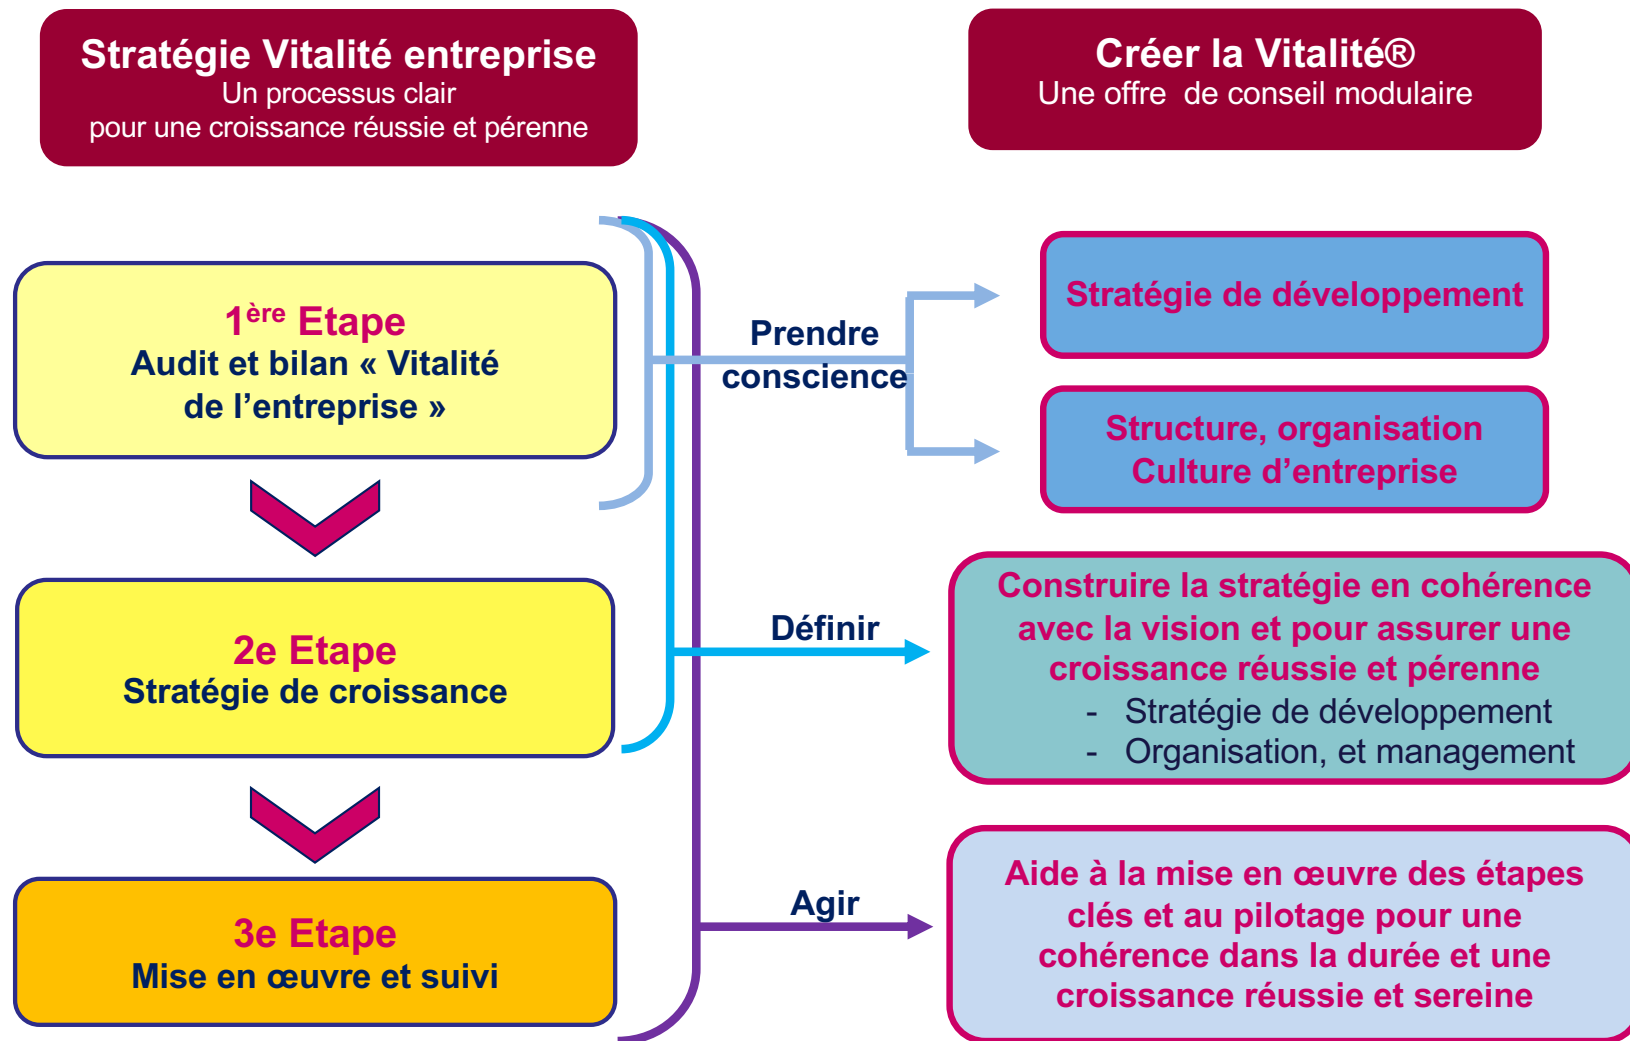 Stratégie Vitalité entreprise
Un processus clair
pour une croissance réussie et pérenne
Créer la Vitalité®
Une offre de conseil modulaire
1ère Etape
Audit et bilan « Vitalité
de l’entreprise »
Prendre
conscience
Stratégie de développement
Structure, organisation
Culture d’entreprise
2e Etape
Stratégie de croissance
Définir
Construire la stratégie en cohérence
avec la vision et pour assurer une
croissance réussie et pérenne
- Stratégie de développement
- Organisation, et management
3e Etape
Mise en œuvre et suivi
Agir
Aide à la mise en œuvre des étapes
clés et au pilotage pour une
cohérence dans la durée et une
croissance réussie et sereine